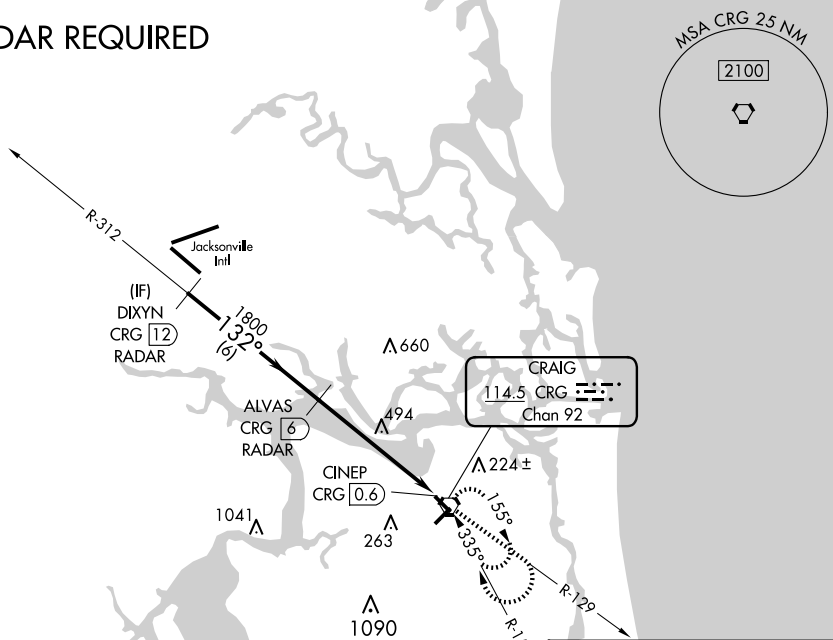 DAR REQUIRED
MSA CRG 25 NM
2100
R-312
Jacksonville
Intl
(IF)
DIXYN
CRG 12
RADAR
1800
132°
(6)
660
ALVAS
CRG 6
RADAR
494
CRAIG
114.5 CRG
Chan 92
224±
CINEP
CRG 0.6
1041
263
155°
335°
R-129
1090
R-1